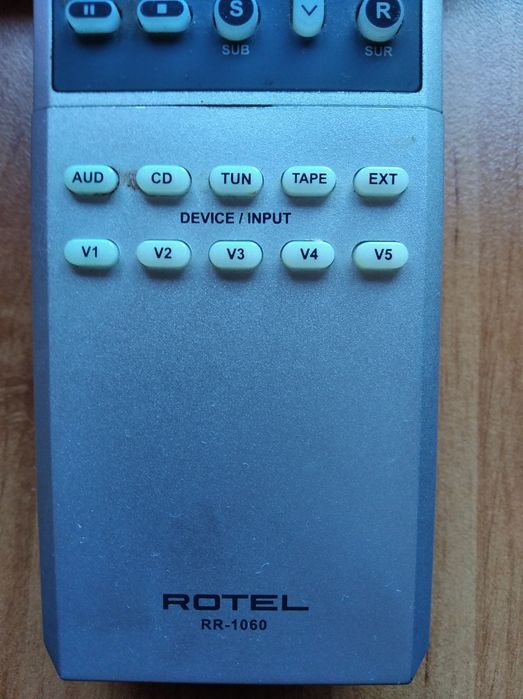 S R
SUB SUR
AUD CD TUN TAPE EXT
DEVICE / INPUT
V1 V2 V3 V4 V5
ROTEL
RR-1060